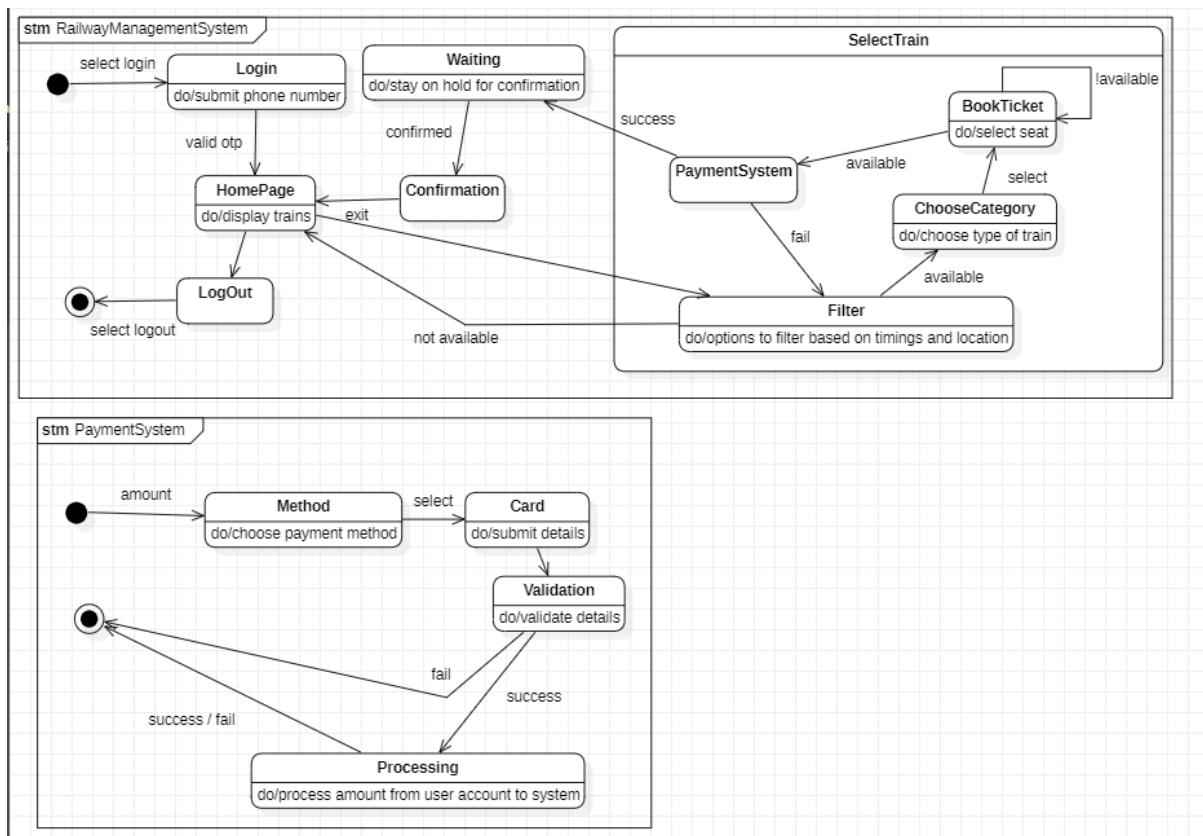 stm RailwayManagementSystem
select login
Login
do/submit phone number
valid otp
Waiting
do/stay on hold for confirmation
confirmed
success
SelectTrain
!available
BookTicket
do/select seat
available
PaymentSystem
select
HomePage
do/display trains
Confirmation
exit
ChooseCategory
do/choose type of train
fail
available
LogOut
select logout
not available
Filter
do/options to filter based on timings and location
stm PaymentSystem
amount
Method
do/choose payment method
select
Card
do/submit details
Validation
do/validate details
fail
success
success / fail
Processing
do/process amount from user account to system